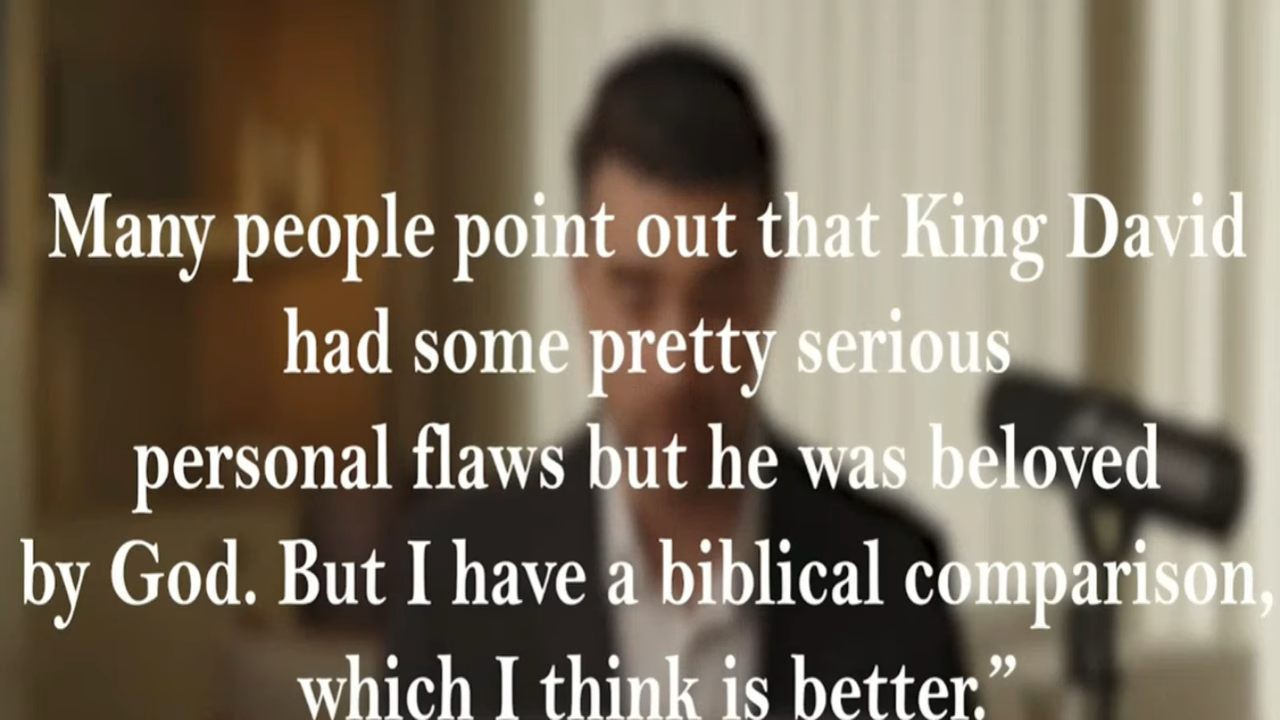 Many people point out that King David
had some pretty serious
personal flaws but he was beloved
by God. But I have a biblical comparison,
which I think is better.”